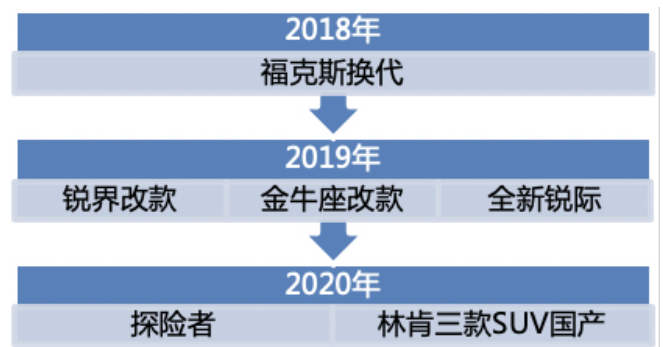 2018年
福克斯换代
2019年
锐界改款 金牛座改款 全新锐际
2020年
探险者 林肯三款SUV国产